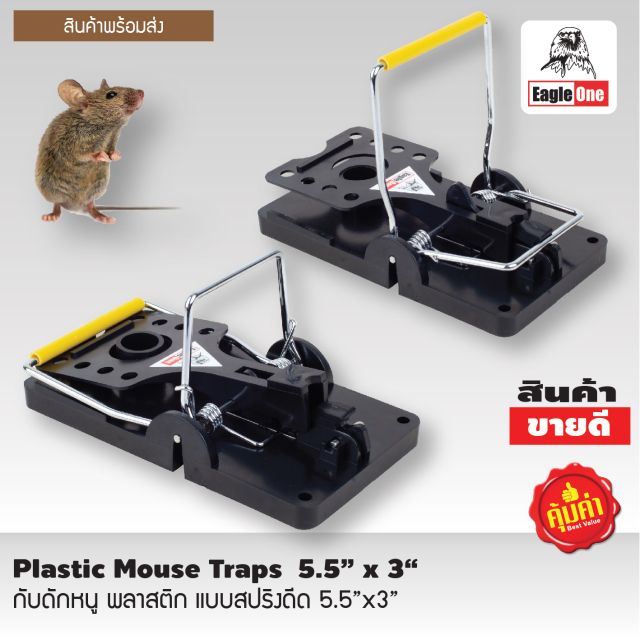 สินค้าพร้อมส่ง
Eagle One
สินค้า
ขายดี
คุ้มค่า
Best Value
Plastic Mouse Traps 5.5” x 3“
กับดักหนู พลาสติก แบบสปริงดีด 5.5”x3”